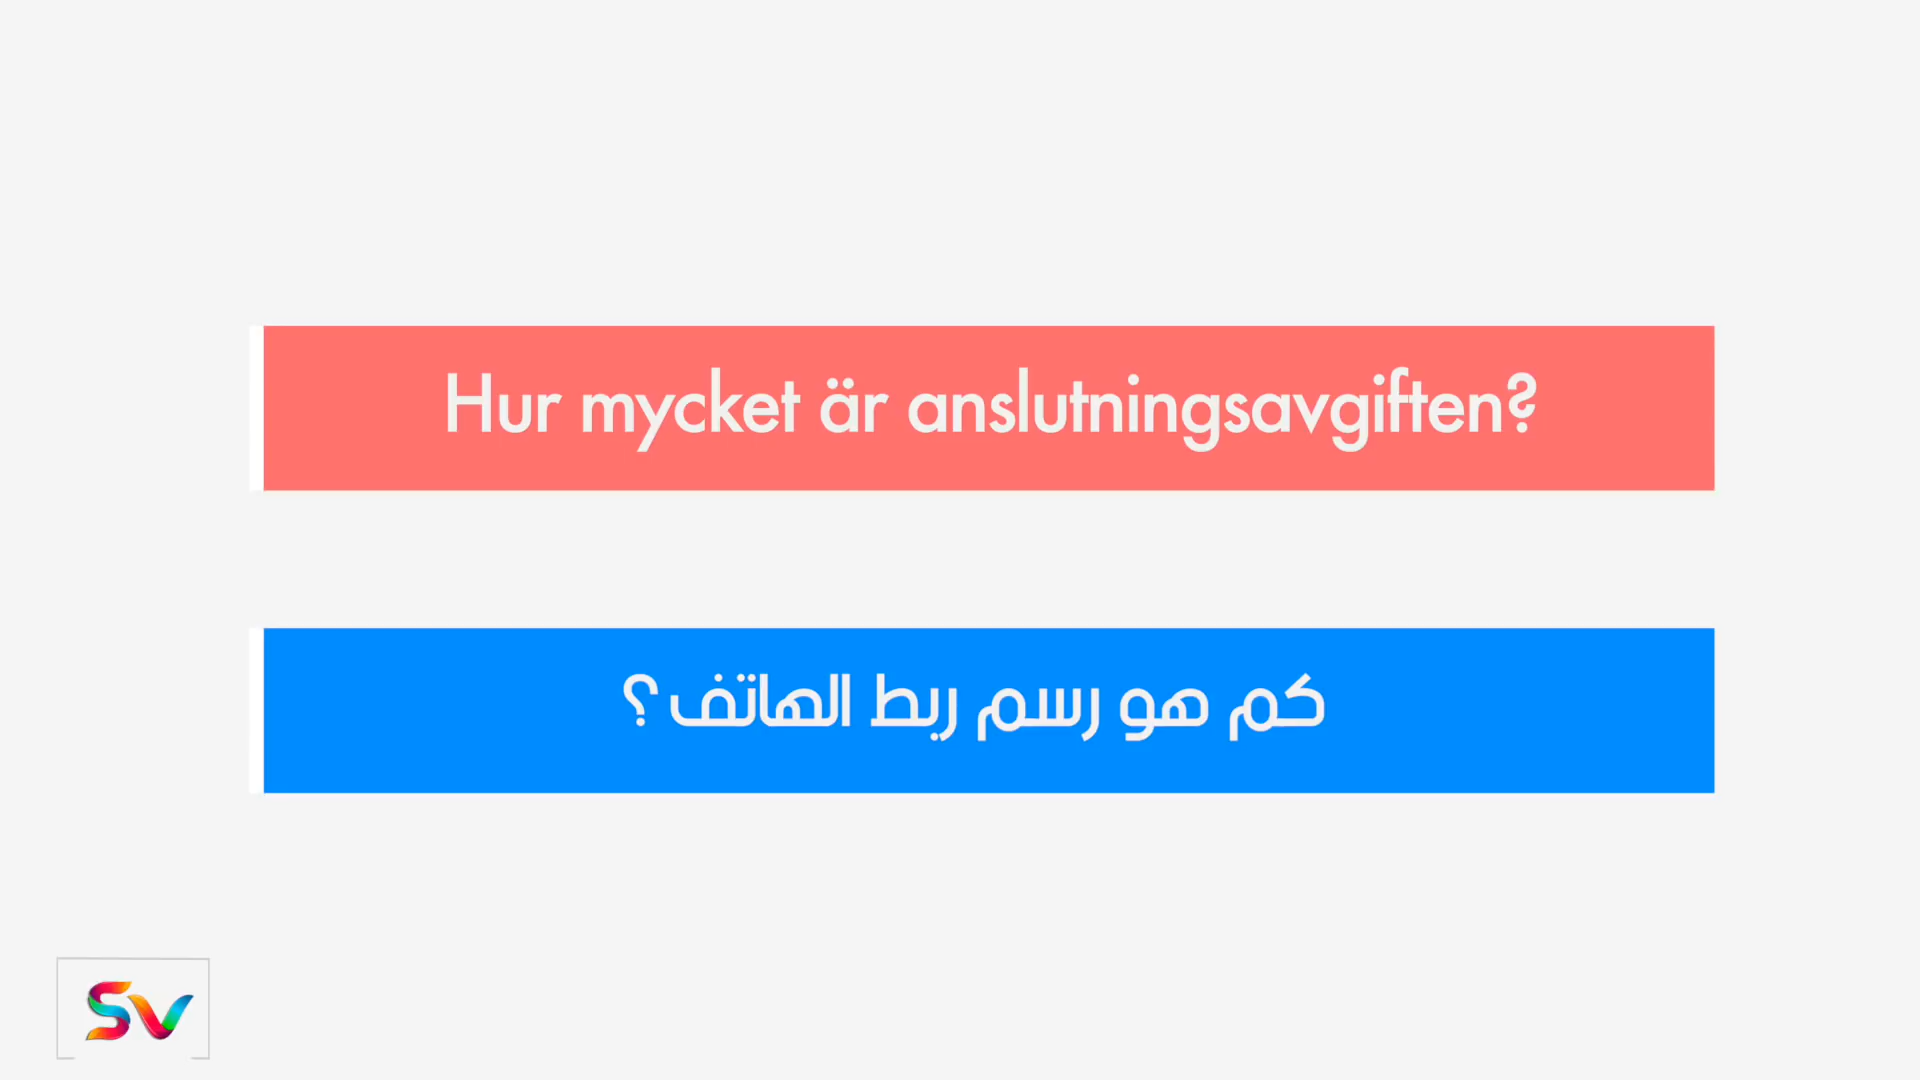 Hur mycket är anslutningsavgiften?
كم هو رسم ربط الهاتف؟
SV